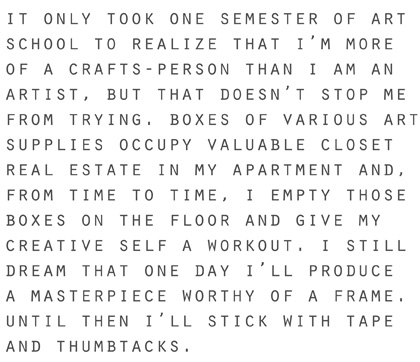 IT ONLY TOOK ONE SEMESTER OF ART
SCHOOL TO REALIZE THAT I'M MORE
OF A CRAFTS-PERSON THAN I AM AN
ARTIST, BUT THAT DOESN'T STOP ME
FROM TRYING. BOXES OF VARIOUS ART
SUPPLIES OCCUPY VALUABLE CLOSET
REAL ESTATE IN MY APARTMENT AND,
FROM TIME TO TIME, I EMPTY THOSE
BOXES ON THE FLOOR AND GIVE MY
CREATIVE SELF A WORKOUT. I STILL
DREAM THAT ONE DAY I'LL PRODUCE
A MASTERPIECE WORTHY OF A FRAME.
UNTIL THEN I'LL STICK WITH TAPE
AND THUMBTACKS.